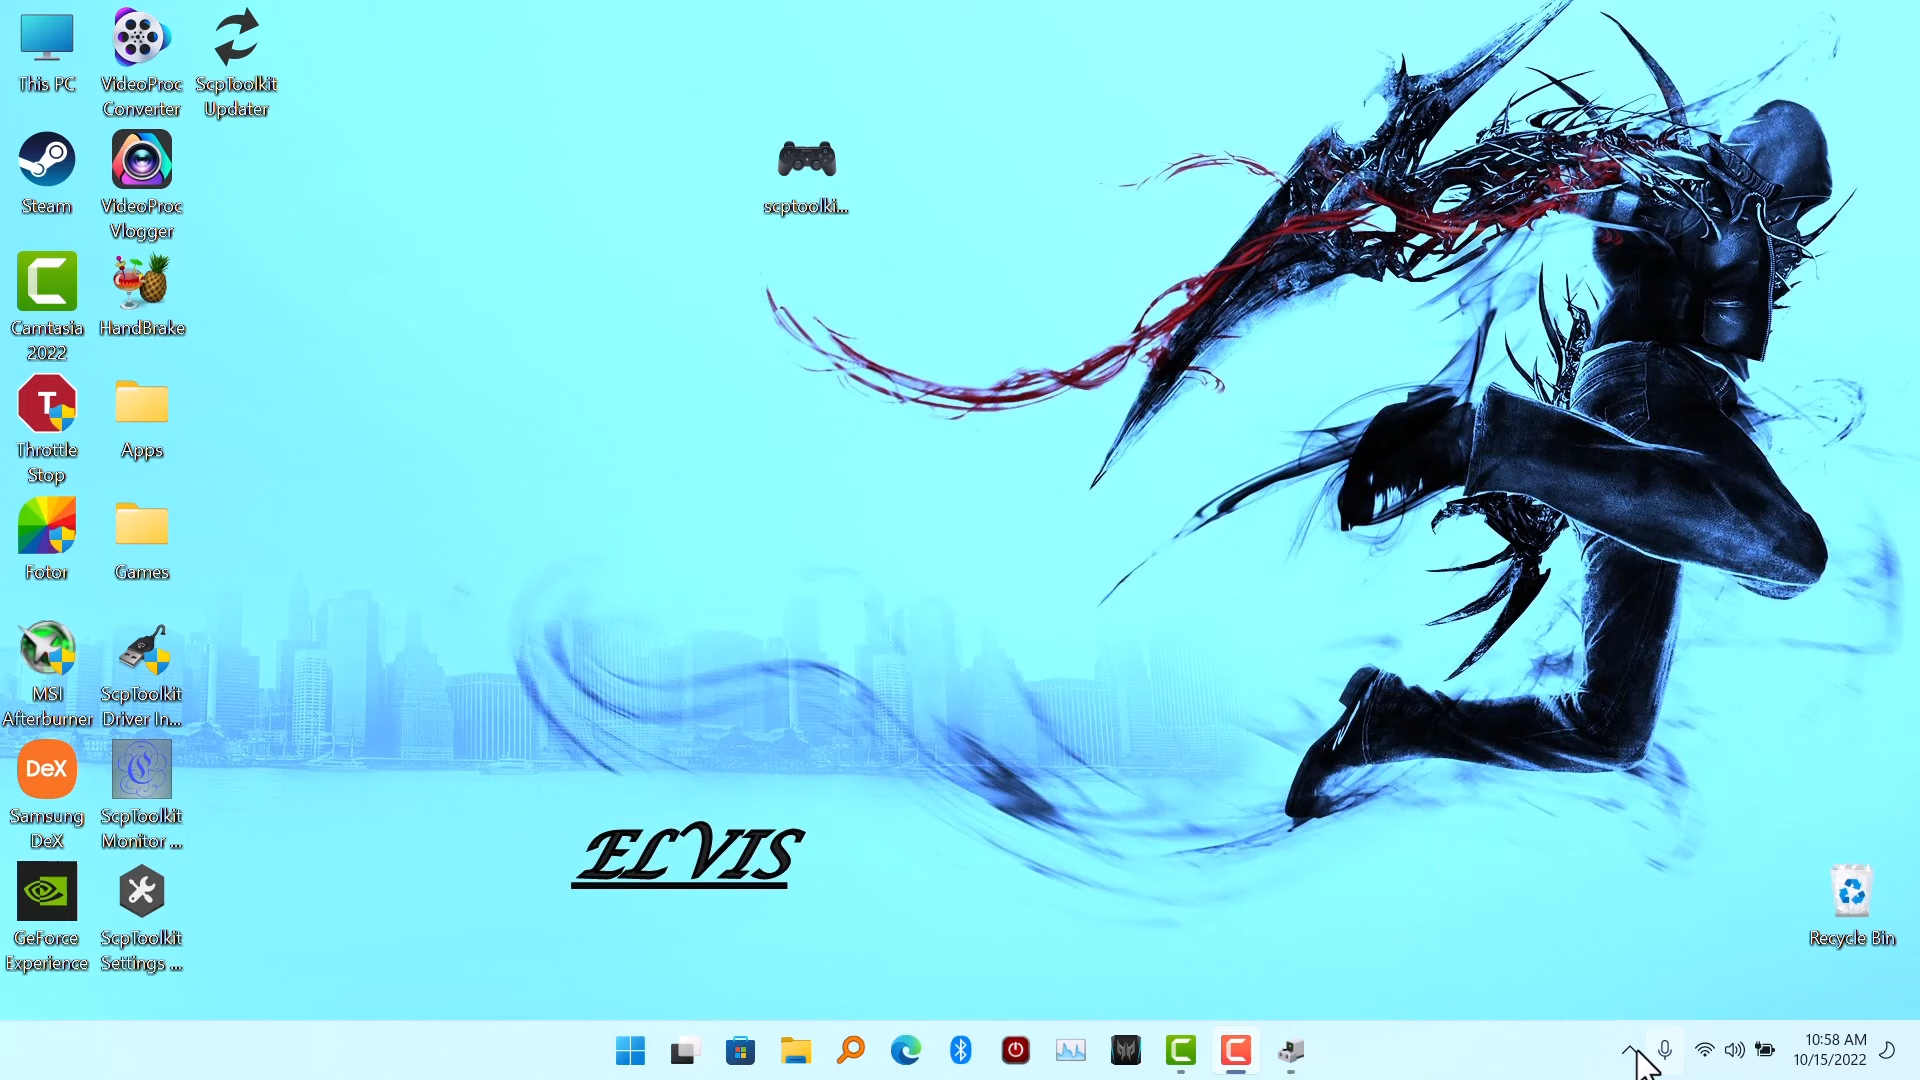 This PC
VideoProc
Converter
ScpToolkit
Updater
Steam
VideoProc
Vlogger
scptoolki...
Camtasia
2022
HandBrake
T
Throttle
Stop
Apps
Fotor
Games
MSI
Afterburner
ScpToolkit
Driver In...
DeX
Samsung
DeX
ScpToolkit
Monitor ...
GeForce
Experience
ScpToolkit
Settings ...
ELVIS
Recycle Bin
10:58 AM
10/15/2022